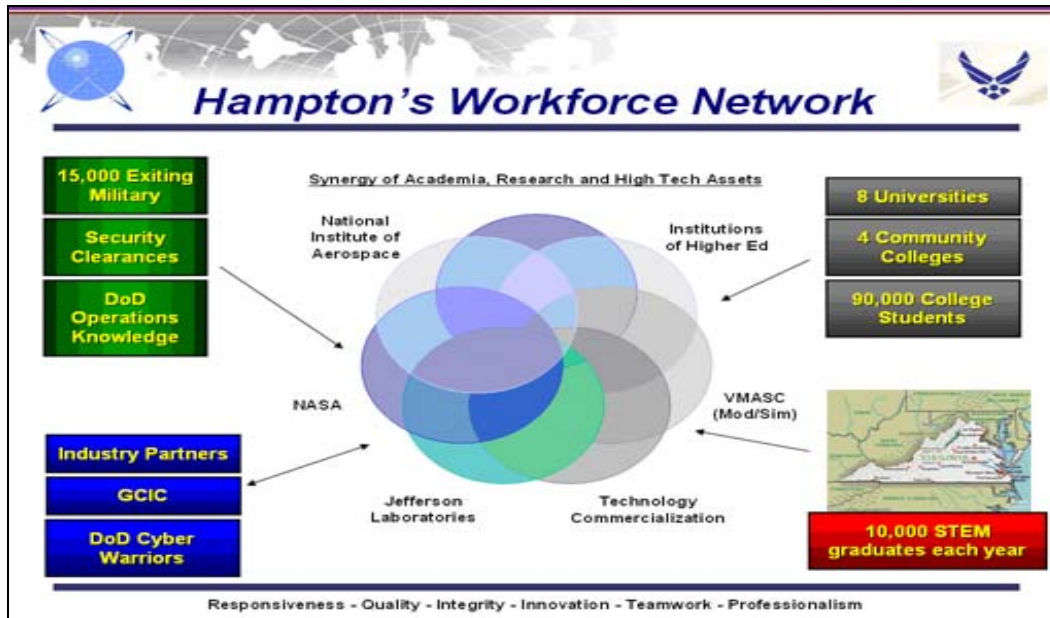 Hampton's Workforce Network
15,000 Exiting
Military
Security
Clearances
DoD
Operations
Knowledge
Synergy of Academia, Research and High Tech Assets
National
Institute of
Aerospace
Institutions
of Higher Ed
8 Universities
4 Community
Colleges
90,000 College
Students
NASA
VMASC
(Mod/Sim)
Industry Partners
GCIC
DoD Cyber
Warriors
Jefferson
Laboratories
Technology
Commercialization
10,000 STEM
graduates each year
Responsiveness - Quality - Integrity - Innovation - Teamwork - Professionalism